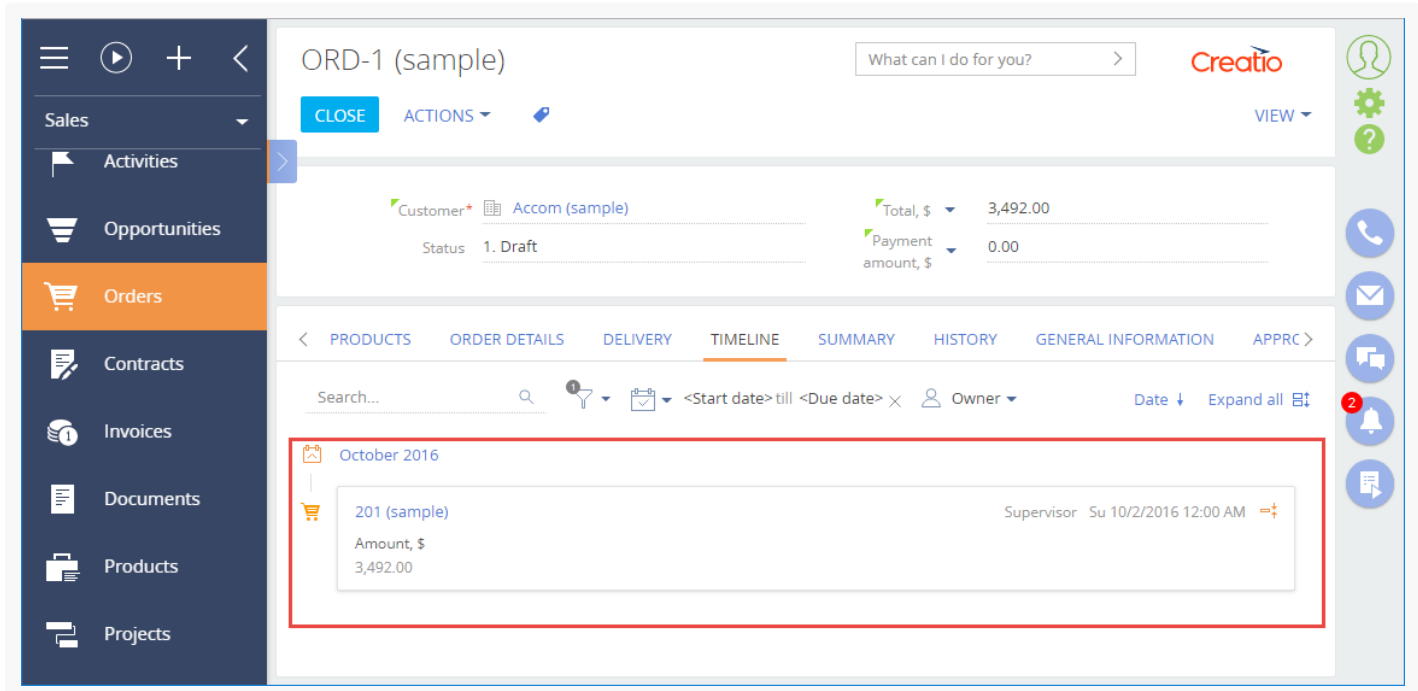 ORD-1 (sample)
What can I do for you?
Creatio
CLOSE
ACTIONS
VIEW
Sales
Activities
Opportunities
Orders
Contracts
1
Invoices
Documents
Products
Projects
Customer*
Accom (sample)
Total, $
3,492.00
Status
1. Draft
Payment
amount, $
0.00
PRODUCTS
ORDER DETAILS
DELIVERY
TIMELINE
SUMMARY
HISTORY
GENERAL INFORMATION
APPRC
Search...
1
<Start date> till <Due date>
Owner
Date
Expand all
October 2016
201 (sample)
Supervisor Su 10/2/2016 12:00 AM
Amount, $
3,492.00
?
2